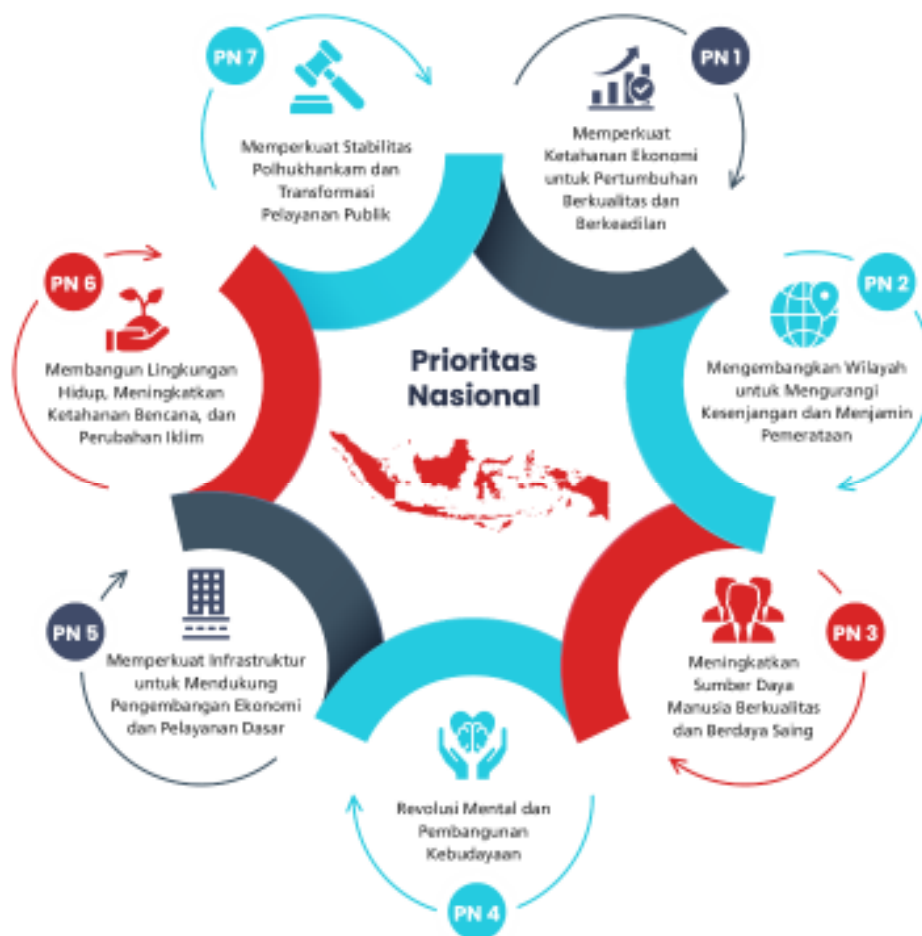 Prioritas
Nasional
PN 1
Memperkuat
Ketahanan Ekonomi
untuk Pertumbuhan
Berkualitas dan
Berkeadilan
PN 2
Mengembangkan Wilayah
untuk Mengurangi
Kesenjangan dan Menjamin
Pemerataan
PN 3
Meningkatkan
Sumber Daya
Manusia Berkualitas
dan Berdaya Saing
PN 4
Revolusi Mental dan
Pembangunan
Kebudayaan
PN 5
Memperkuat Infrastruktur
untuk Mendukung
Pengembangan Ekonomi
dan Pelayanan Dasar
PN 6
Membangun Lingkungan
Hidup, Meningkatkan
Ketahanan Bencana, dan
Perubahan Iklim
PN 7
Memperkuat Stabilitas
Polhukhankam dan
Transformasi
Pelayanan Publik